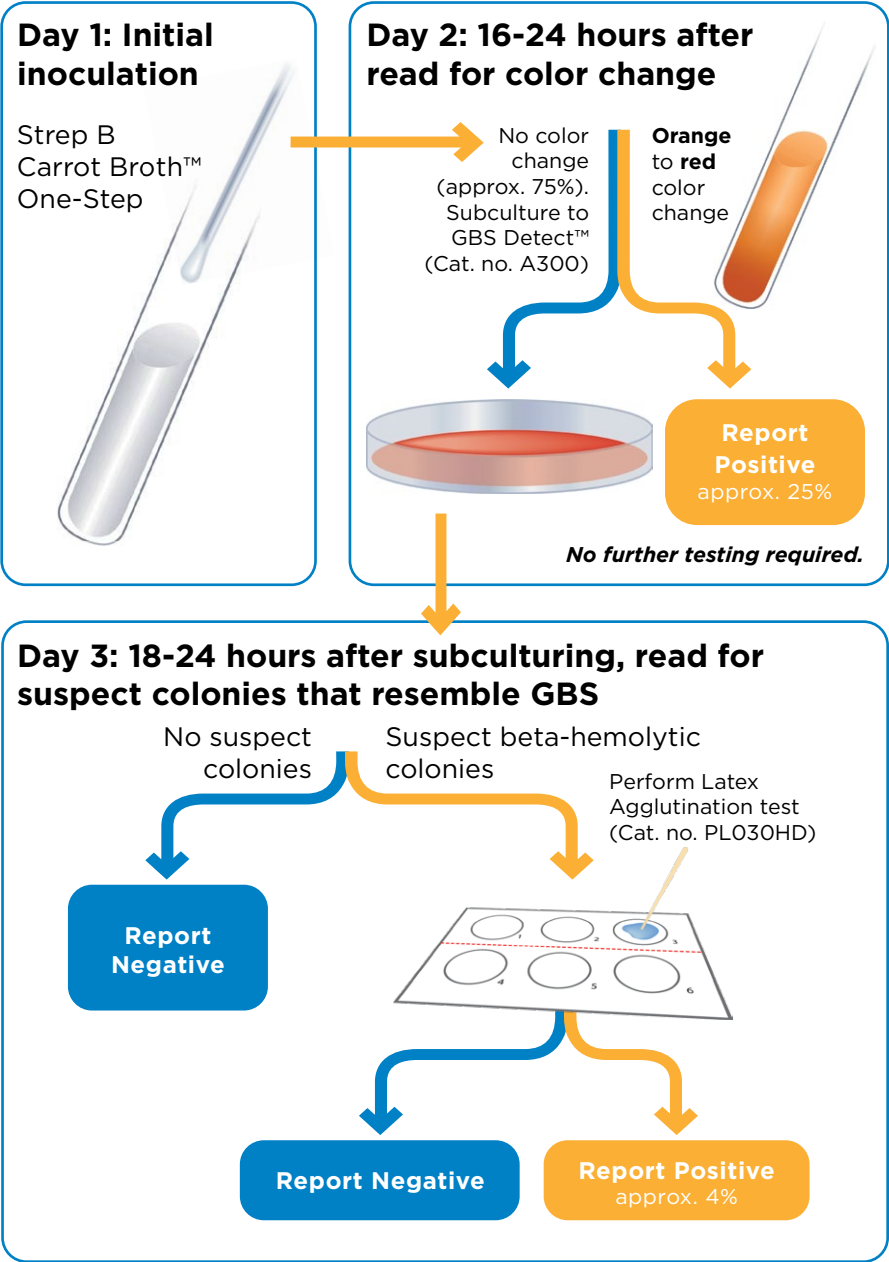 Day 1: Initial
inoculation
Strep B
Carrot Broth™
One-Step
Day 2: 16-24 hours after
read for color change
No color
change
(approx. 75%).
Subculture to
GBS Detect™
(Cat. no. A300)
Orange
to red
color
change
Report
Positive
approx. 25%
No further testing required.
Day 3: 18-24 hours after subculturing, read for
suspect colonies that resemble GBS
No suspect
colonies
Suspect beta-hemolytic
colonies
Perform Latex
Agglutination test
(Cat. no. PL030HD)
Report
Negative
1 2 3
4 5 6
Report Negative
Report Positive
approx. 4%